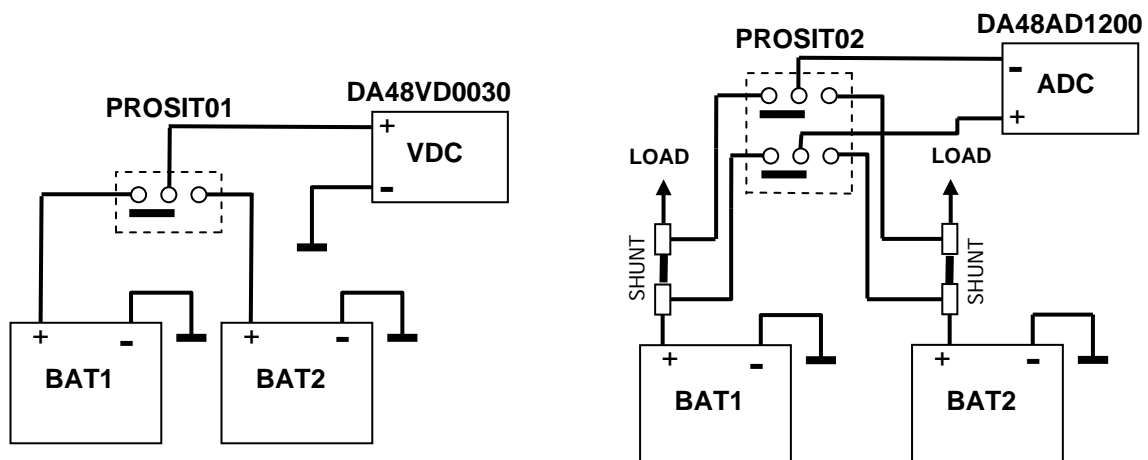 PROSIT01
DA48VD0030
+
VDC
-
+
-
BAT1
+
-
BAT2
PROSIT02
DA48AD1200
-
ADC
+
LOAD
LOAD
SHUNT
SHUNT
+
-
BAT1
+
-
BAT2